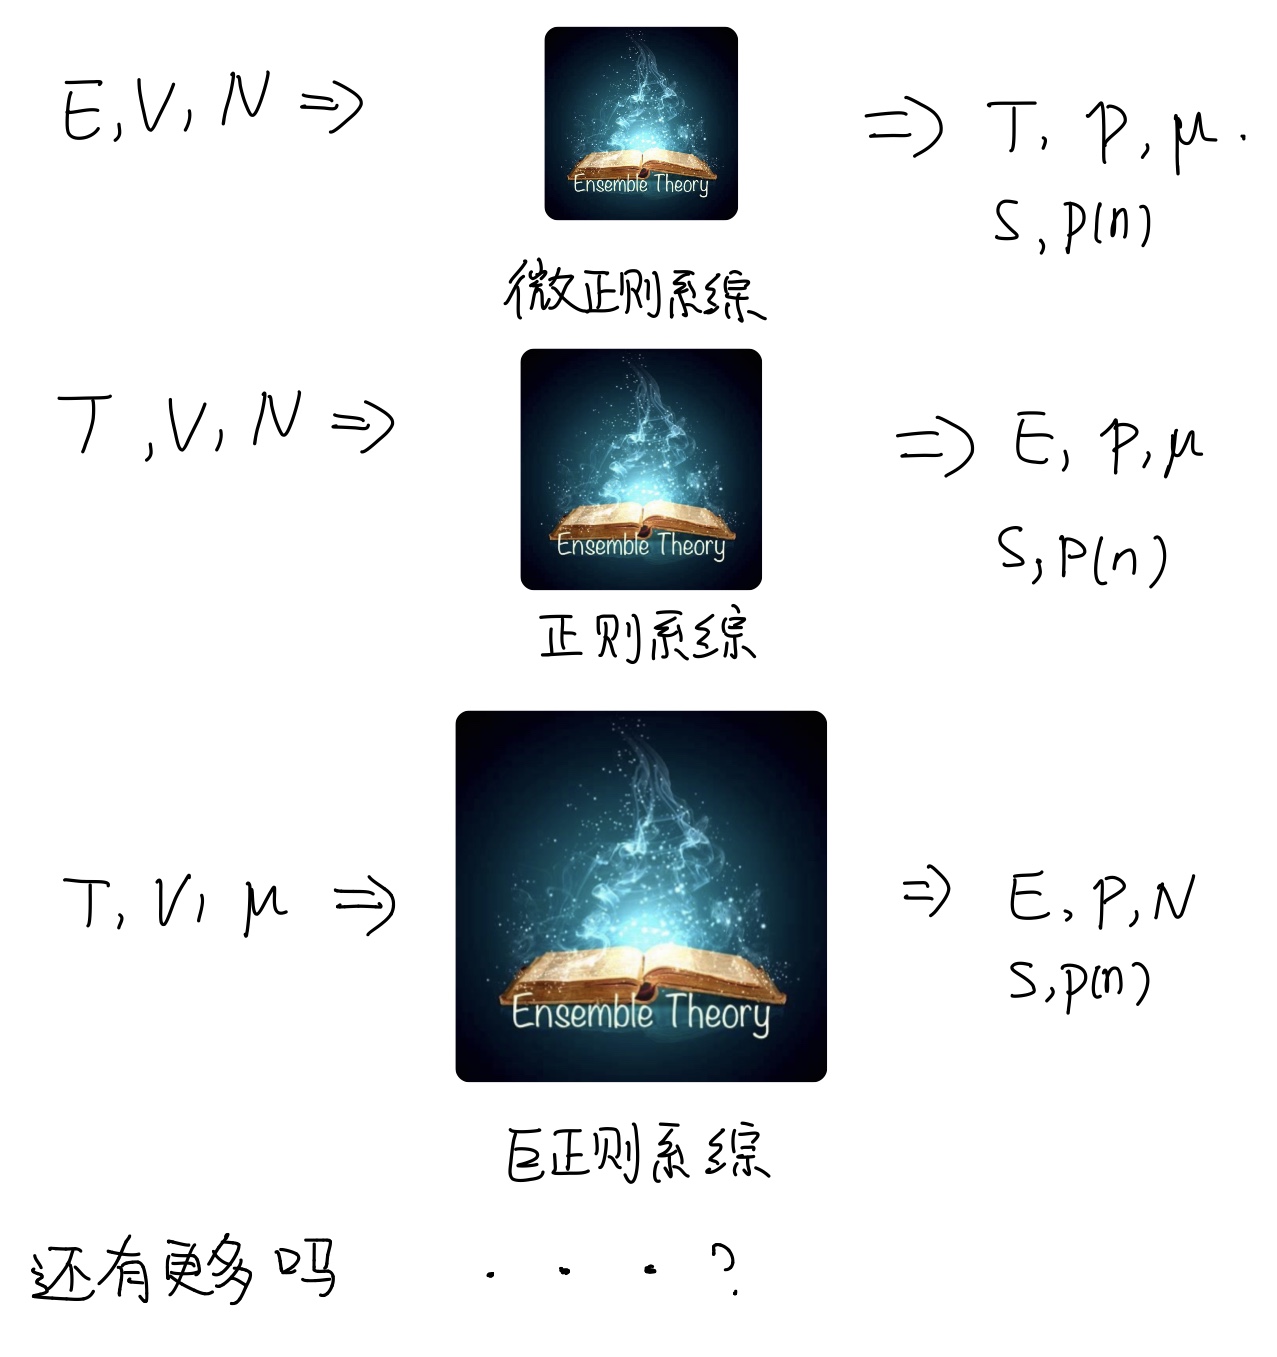 E, V, N ⇒
Ensemble Theory
⇒ T, P, μ.
S, p(n)
微正则系综
T, V, N ⇒
Ensemble Theory
⇒ E, P, μ
S, p(n)
正则系综
T, V, μ ⇒
Ensemble Theory
⇒ E, P, N
S, p(n)
巨正则系综
还有更多吗 . . . ?